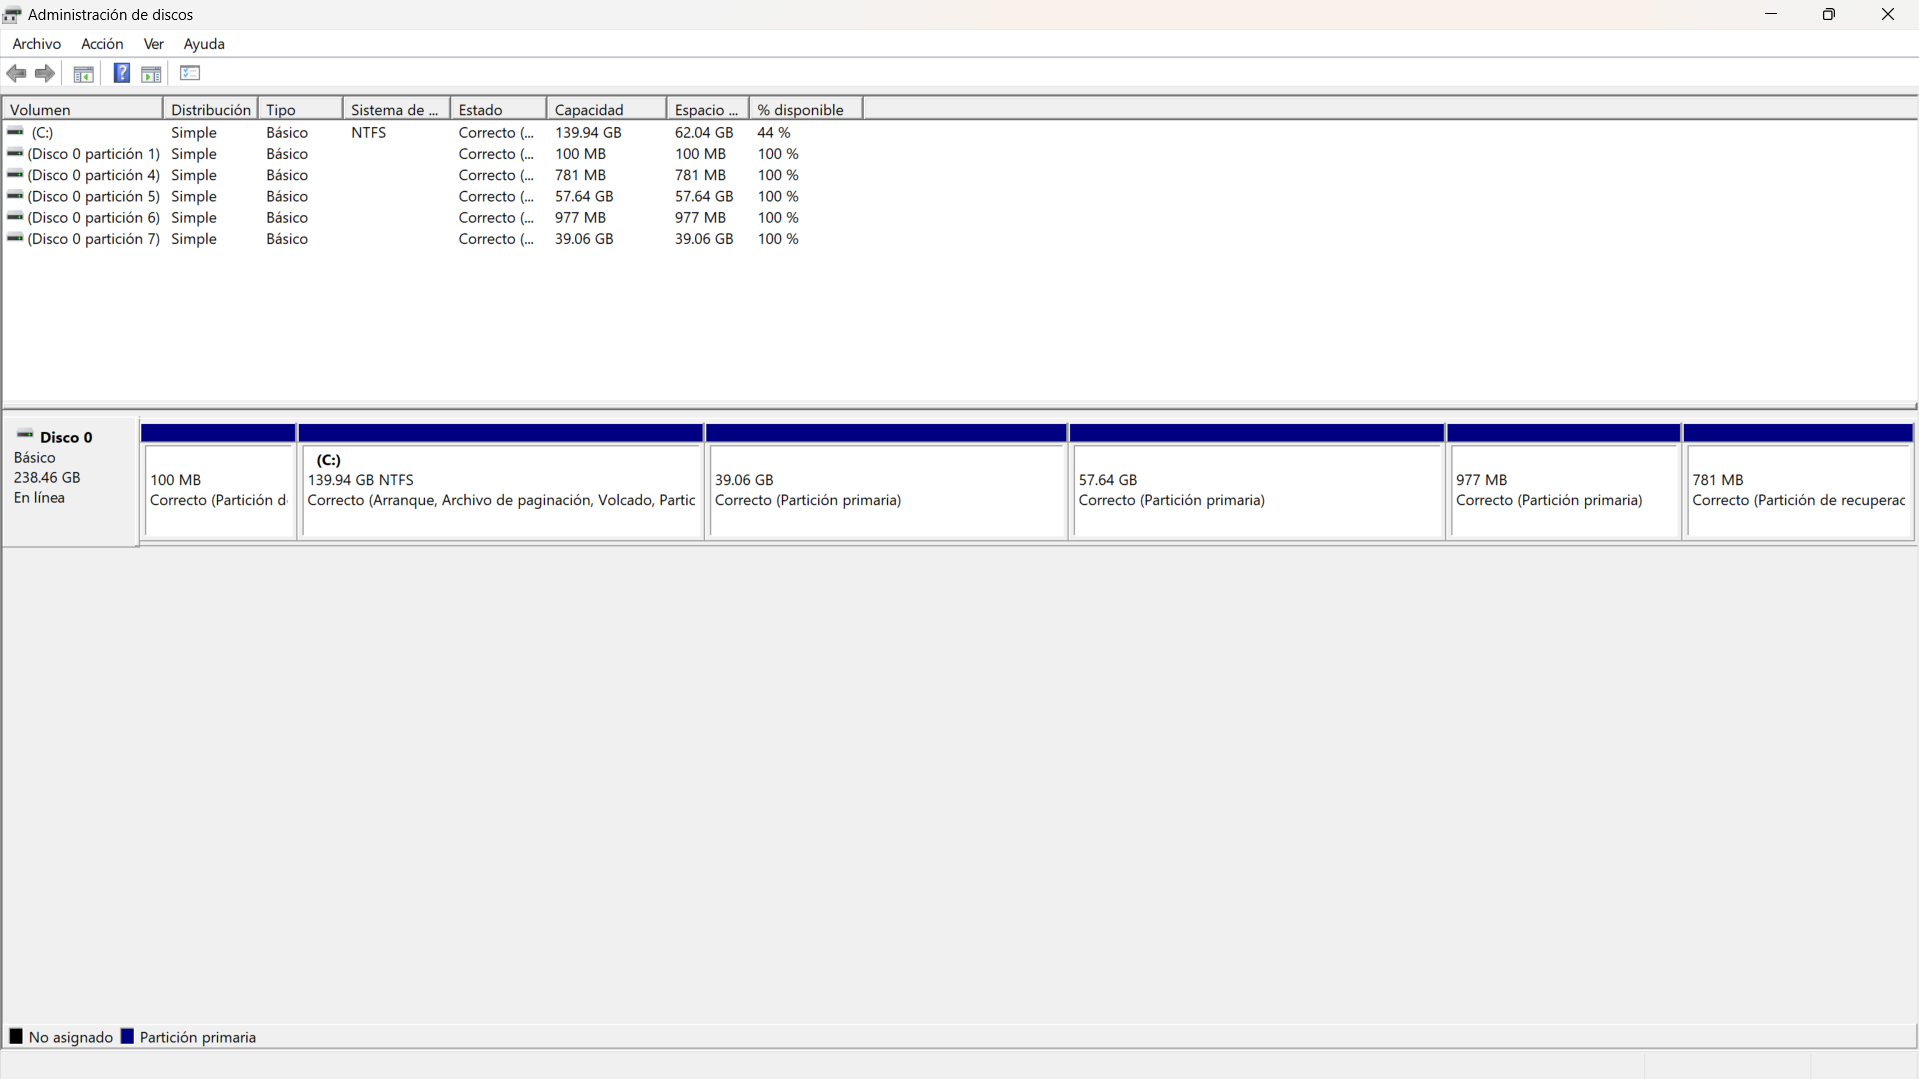 Administración de discos
Archivo Acción Ver Ayuda
Volumen Distribución Tipo Sistema de ... Estado Capacidad Espacio ... % disponible
(C:) Simple Básico NTFS Correcto (... 139.94 GB 62.04 GB 44 %
(Disco 0 partición 1) Simple Básico Correcto (... 100 MB 100 MB 100 %
(Disco 0 partición 4) Simple Básico Correcto (... 781 MB 781 MB 100 %
(Disco 0 partición 5) Simple Básico Correcto (... 57.64 GB 57.64 GB 100 %
(Disco 0 partición 6) Simple Básico Correcto (... 977 MB 977 MB 100 %
(Disco 0 partición 7) Simple Básico Correcto (... 39.06 GB 39.06 GB 100 %
Disco 0
Básico
238.46 GB
En línea
100 MB
Correcto (Partición d
(C:)
139.94 GB NTFS
Correcto (Arranque, Archivo de paginación, Volcado, Partic
39.06 GB
Correcto (Partición primaria)
57.64 GB
Correcto (Partición primaria)
977 MB
Correcto (Partición primaria)
781 MB
Correcto (Partición de recuperac
No asignado Partición primaria